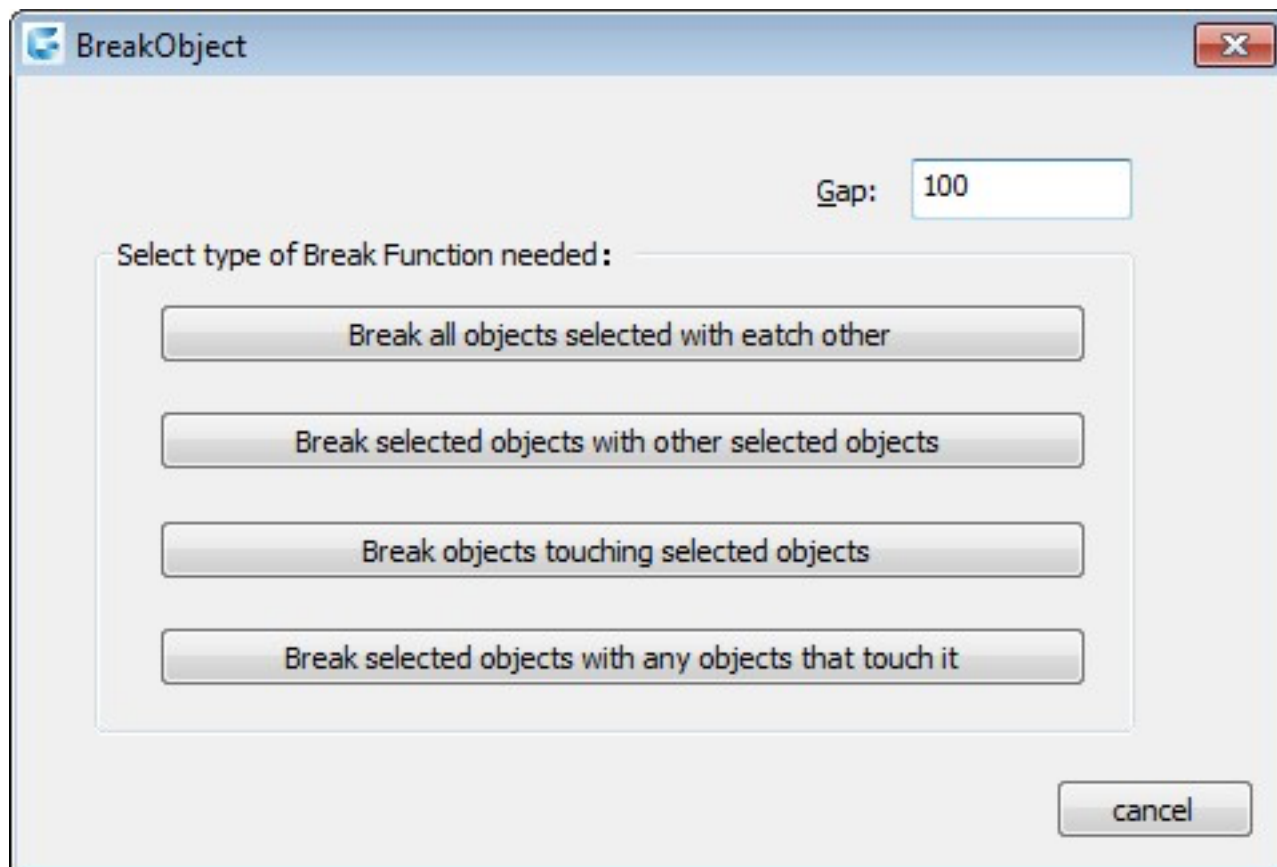 BreakObject
Gap: 100
Select type of Break Function needed:
Break all objects selected with eatch other
Break selected objects with other selected objects
Break objects touching selected objects
Break selected objects with any objects that touch it
cancel